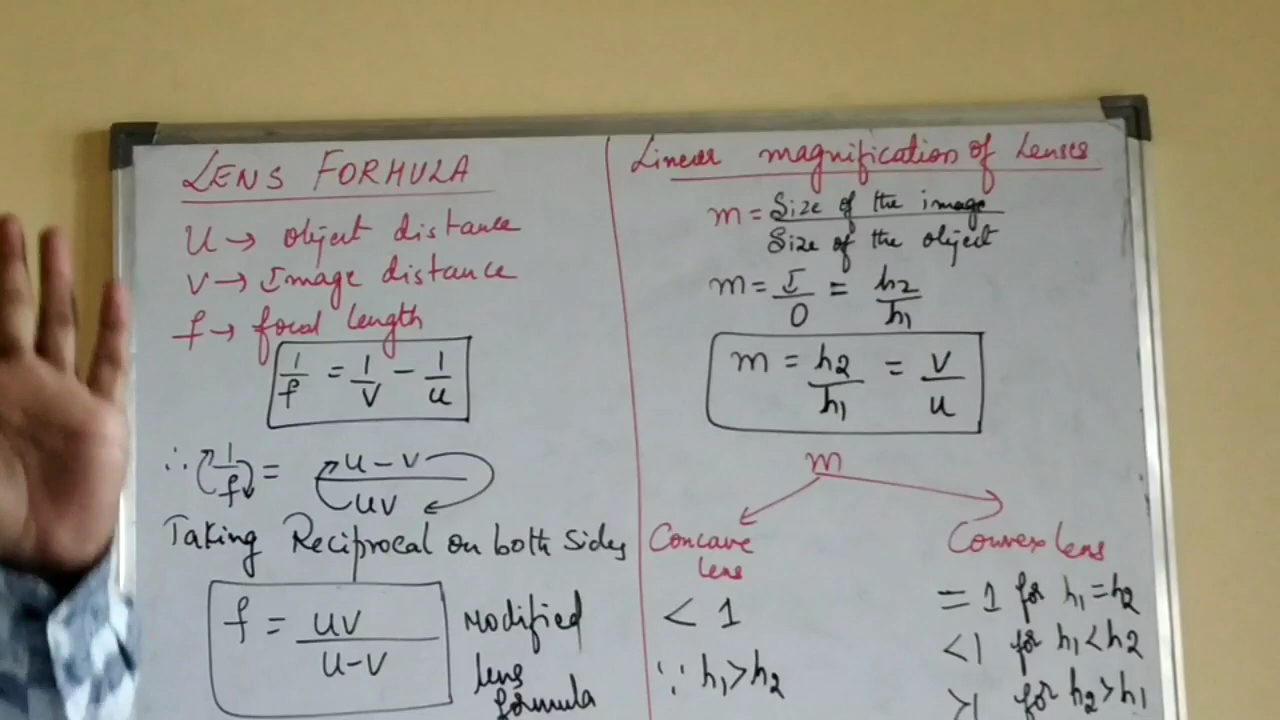 LENS FORMULA
u → object distance
v → Image distance
f → focal length
1/f = 1/v - 1/u
∴ 1/f = u-v/uv
Taking Reciprocal on both sides
f = uv/u-v
Modified
lens
formula
Linear magnification of lenses
m = Size of the image/Size of the object
m = I/O = h2/h1
m = h2/h1 = v/u
m
Concave
lens
< 1
∵ h1 > h2
Convex lens
= 1 for h1 = h2
<1 for h1 < h2
>1 for h2 > h1